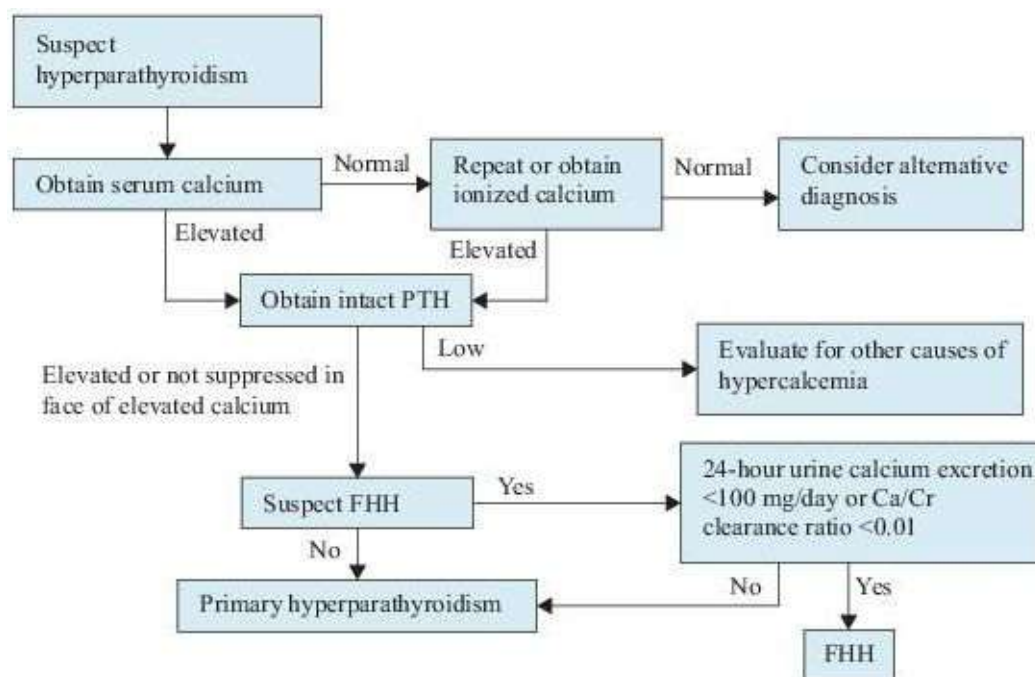 Suspect
hyperparathyroidism
Obtain serum calcium
Normal
Repeat or obtain
ionized calcium
Normal
Consider alternative
diagnosis
Elevated
Elevated
Obtain intact PTH
Low
Evaluate for other causes of
hypercalcemia
Elevated or not suppressed in
face of elevated calcium
Suspect FHH
Yes
24-hour urine calcium excretion
<100 mg/day or Ca/Cr
clearance ratio <0.01
No
Primary hyperparathyroidism
No
Yes
FHH